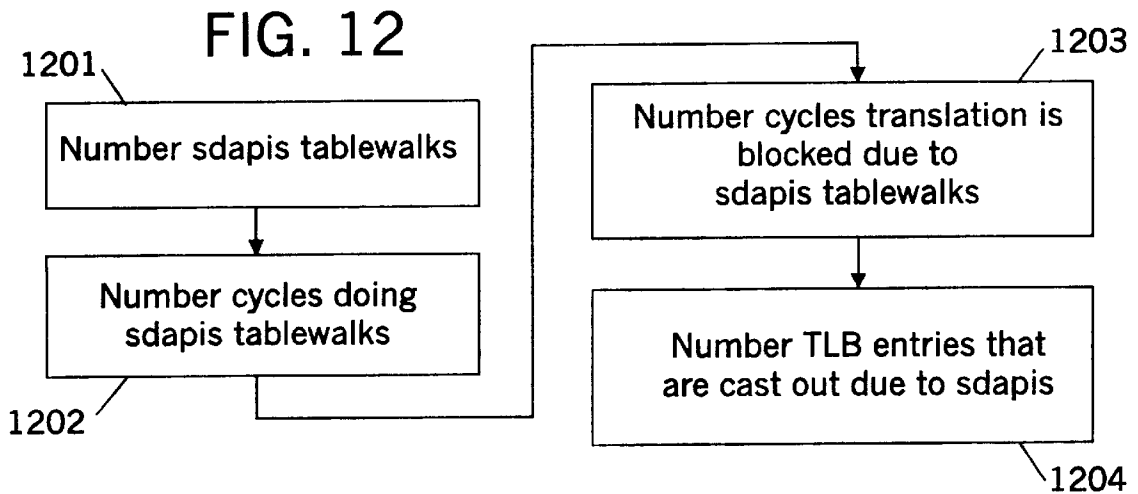 FIG. 12
1201
Number sdapis tablewalks
Number cycles doing
sdapis tablewalks
1202
1203
Number cycles translation is
blocked due to
sdapis tablewalks
Number TLB entries that
are cast out due to sdapis
1204